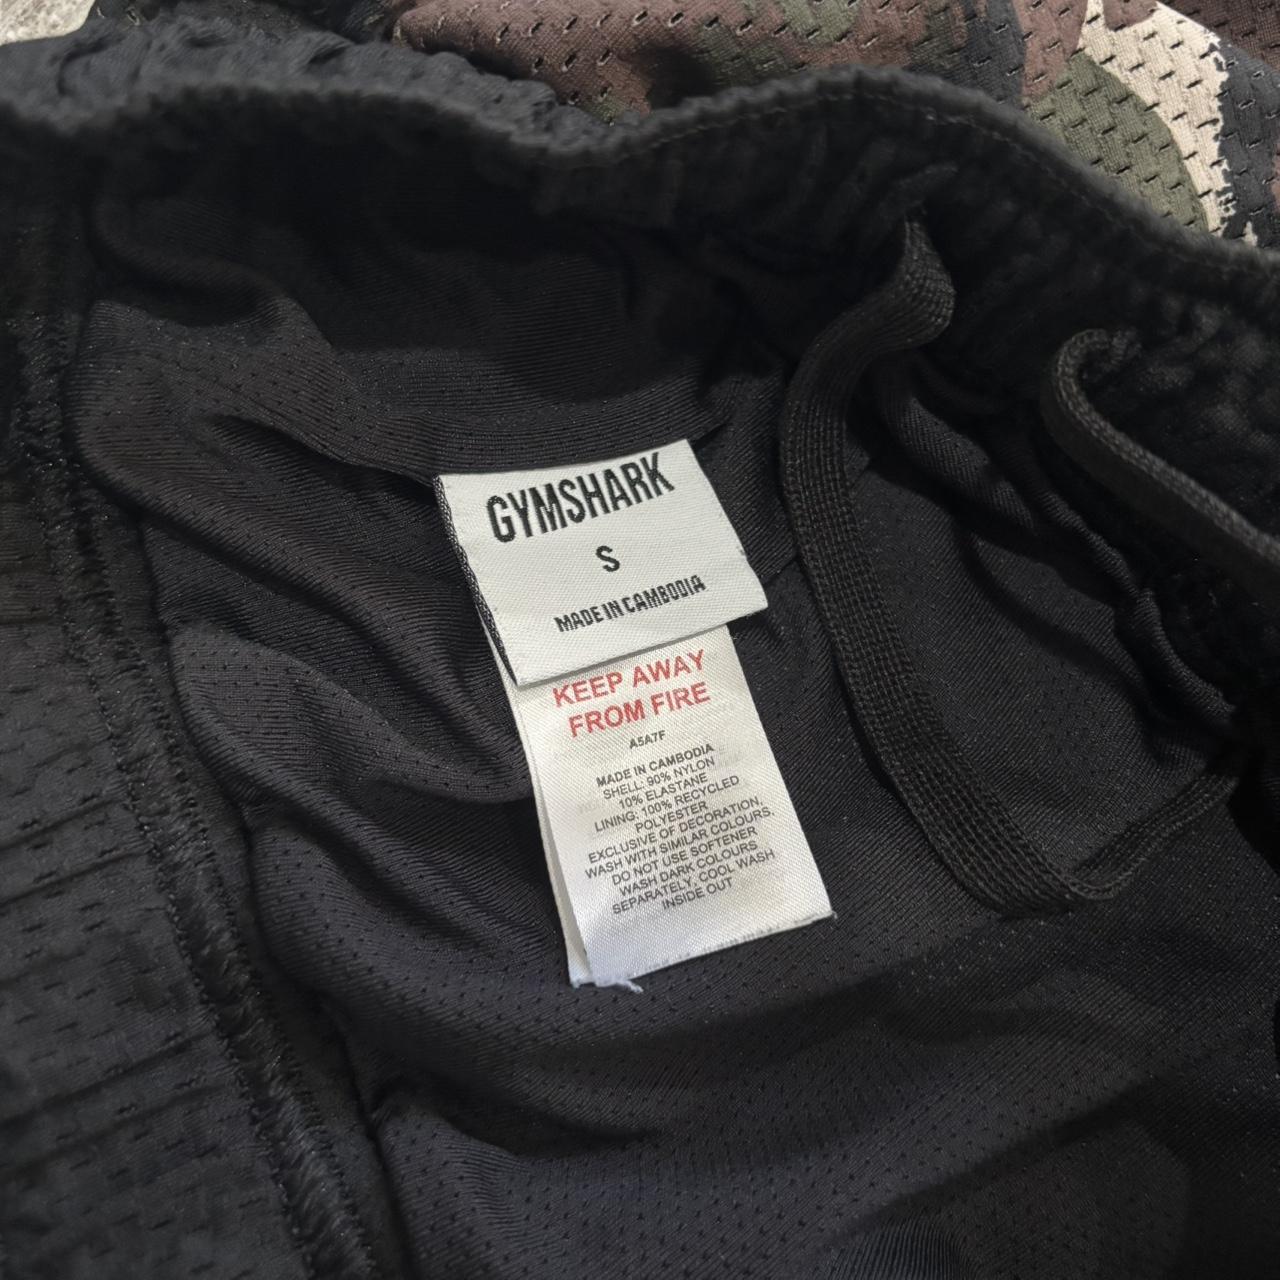 GYMSHARK
S
MADE IN CAMBODIA
KEEP AWAY
FROM FIRE
A5A7F
MADE IN CAMBODIA
SHELL: 90% NYLON
10% ELASTANE
LINING: 100% RECYCLED
POLYESTER
EXCLUSIVE OF DECORATION,
WASH WITH SIMILAR COLOURS,
DO NOT USE SOFTENER
WASH DARK COLOURS
SEPARATELY, COOL WASH
INSIDE OUT